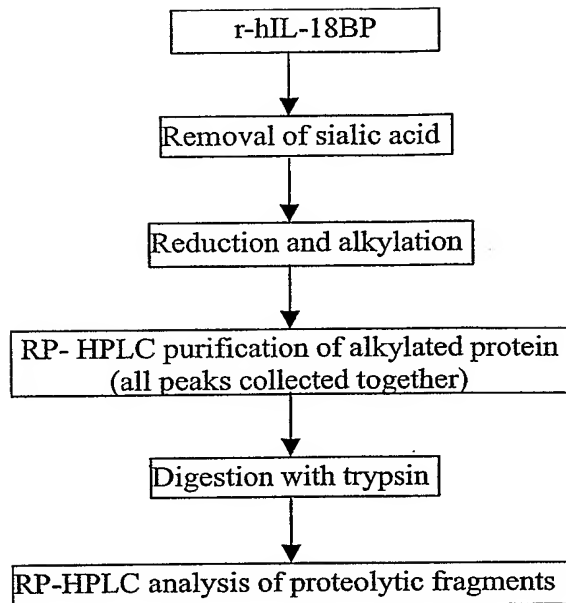 r-hIL-18BP
Removal of sialic acid
Reduction and alkylation
RP- HPLC purification of alkylated protein
(all peaks collected together)
Digestion with trypsin
RP-HPLC analysis of proteolytic fragments